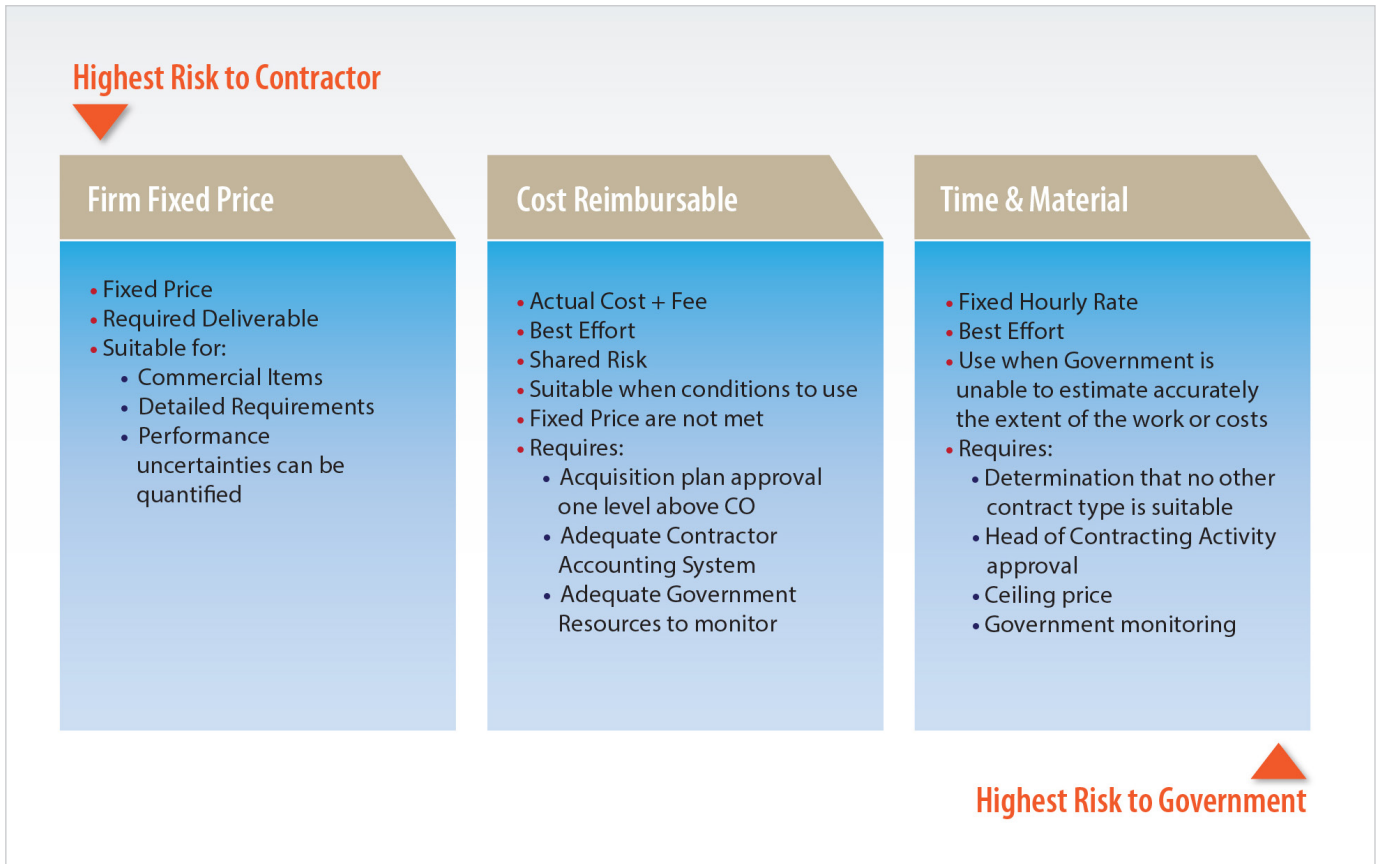 Highest Risk to Contractor
Firm Fixed Price
• Fixed Price
• Required Deliverable
• Suitable for:
• Commercial Items
• Detailed Requirements
• Performance
uncertainties can be
quantified
Cost Reimbursable
• Actual Cost + Fee
• Best Effort
• Shared Risk
• Suitable when conditions to use
• Fixed Price are not met
• Requires:
• Acquisition plan approval
one level above CO
• Adequate Contractor
Accounting System
• Adequate Government
Resources to monitor
Time & Material
• Fixed Hourly Rate
• Best Effort
• Use when Government is
unable to estimate accurately
the extent of the work or costs
• Requires:
• Determination that no other
contract type is suitable
• Head of Contracting Activity
approval
• Ceiling price
• Government monitoring
Highest Risk to Government